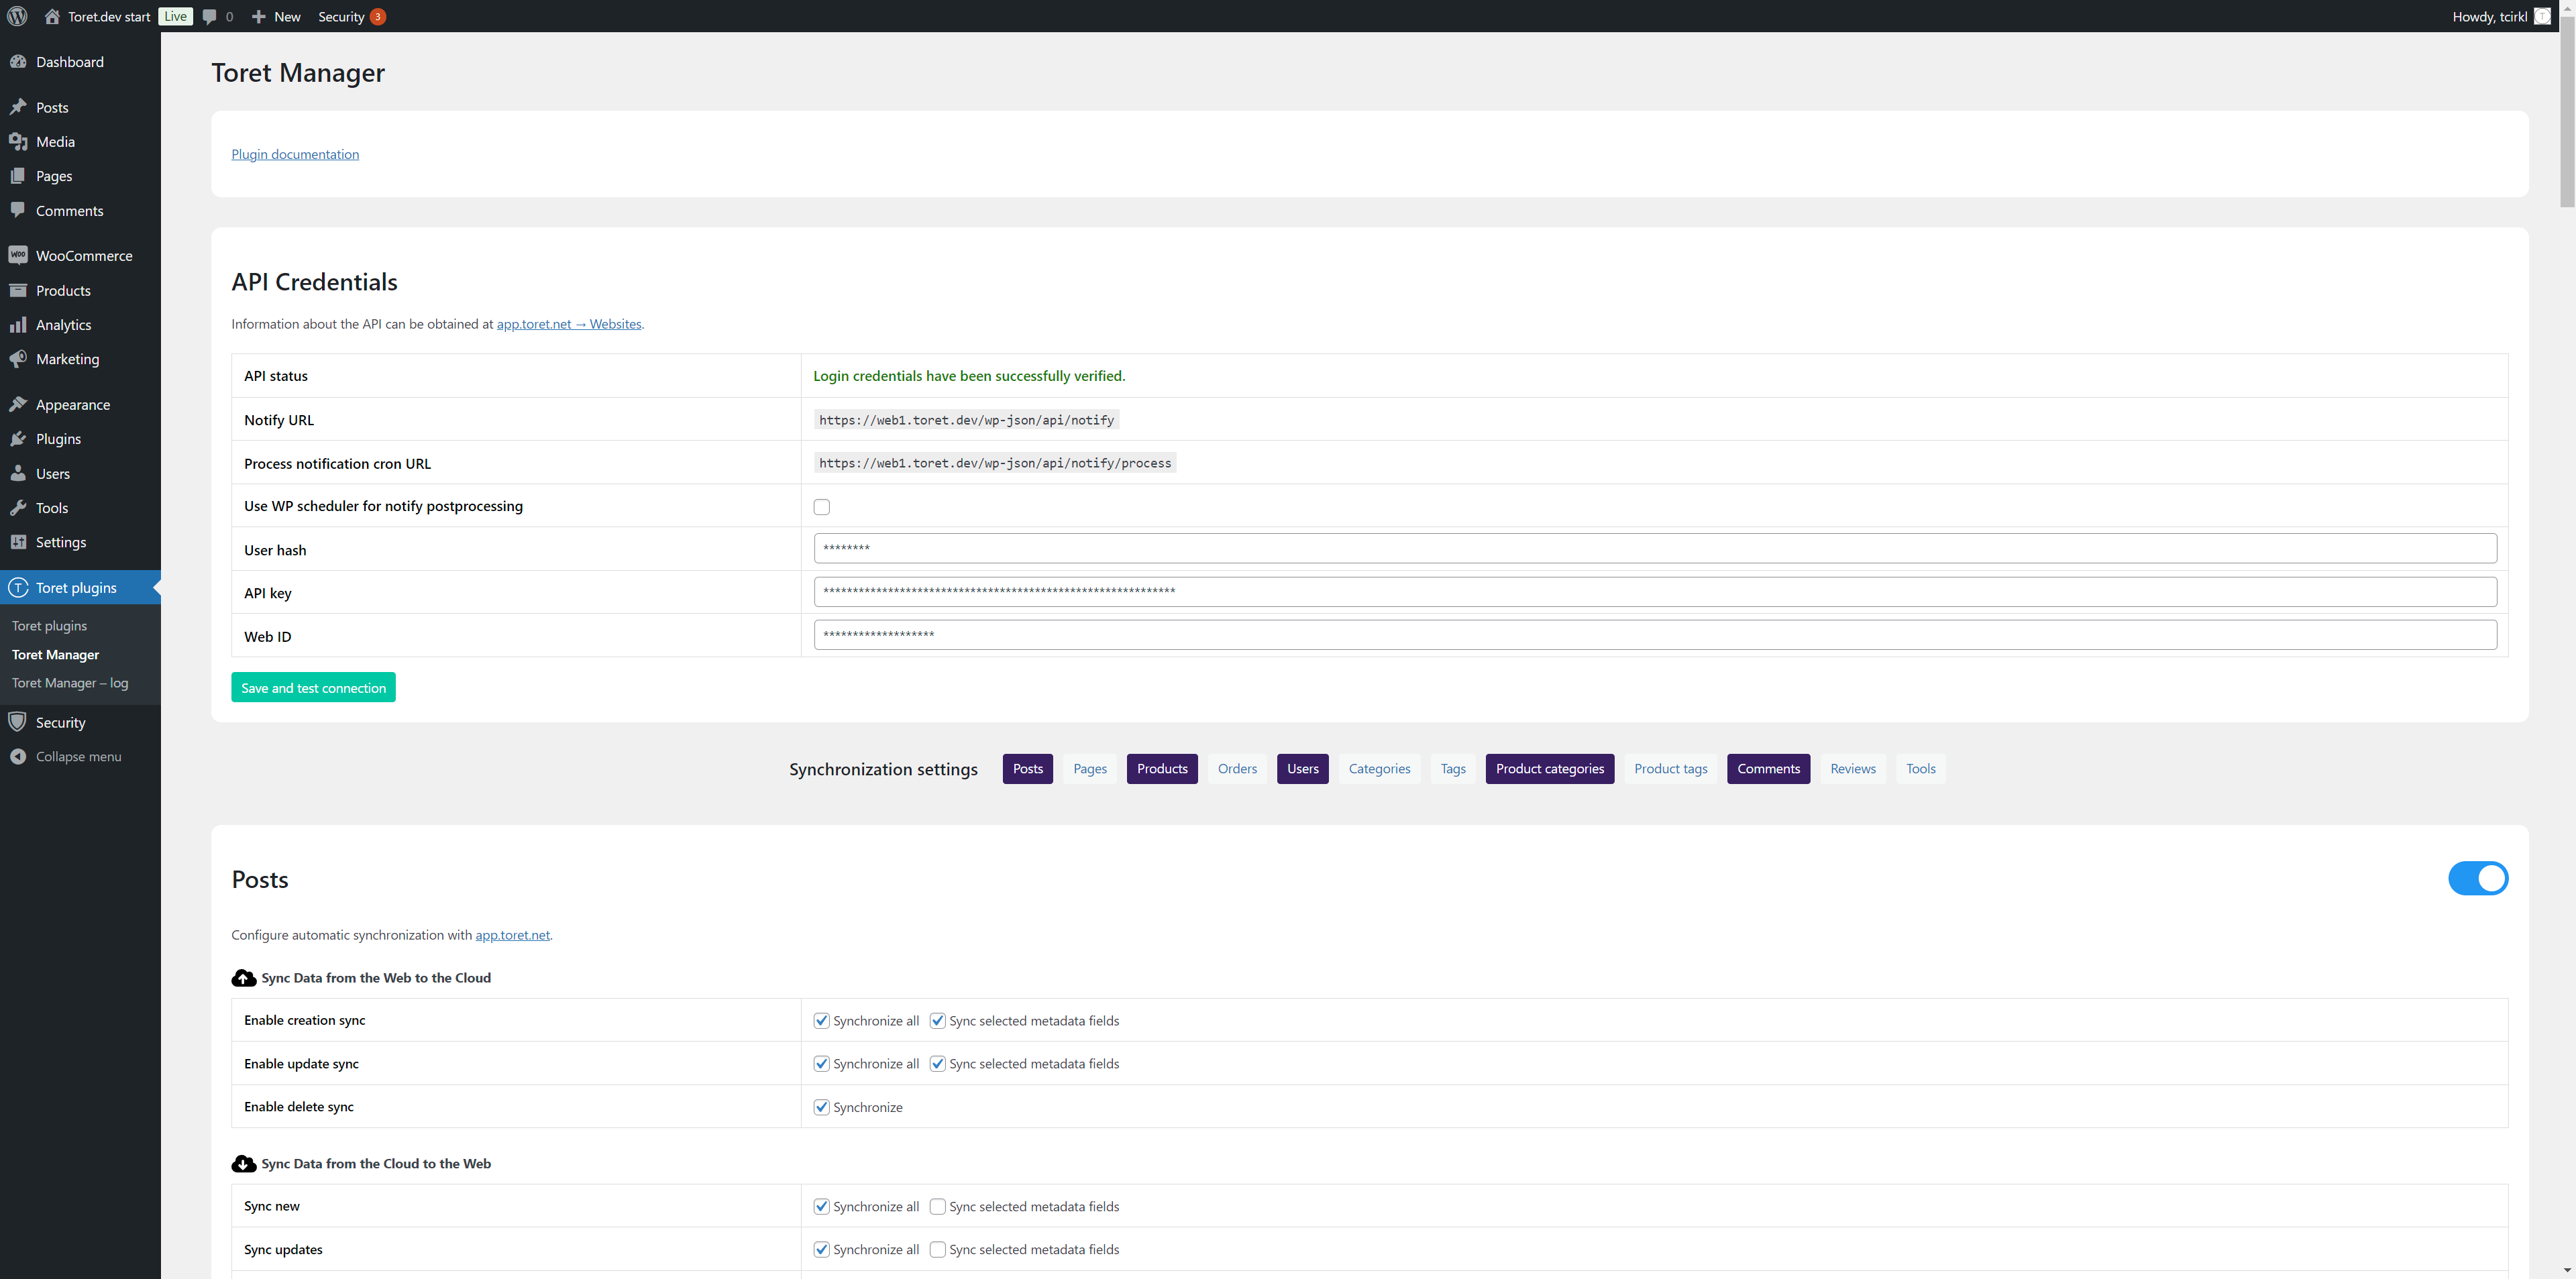 Toret.dev start Live 0 New Security 3
Howdy, tcirkl
Dashboard
Posts
Media
Pages
Comments
WooCommerce
Products
Analytics
Marketing
Appearance
Plugins
Users
Tools
Settings
Toret plugins
Toret plugins
Toret Manager
Toret Manager – log
Security
Collapse menu
Toret Manager
Plugin documentation
API Credentials
Information about the API can be obtained at app.toret.net → Websites.
API status Login credentials have been successfully verified.
Notify URL https://web1.toret.dev/wp-json/api/notify
Process notification cron URL https://web1.toret.dev/wp-json/api/notify/process
Use WP scheduler for notify postprocessing
User hash ********
API key ************************************************************
Web ID *******************
Save and test connection
Synchronization settings Posts Pages Products Orders Users Categories Tags Product categories Product tags Comments Reviews Tools
Posts
Configure automatic synchronization with app.toret.net.
Sync Data from the Web to the Cloud
Enable creation sync Synchronize all Sync selected metadata fields
Enable update sync Synchronize all Sync selected metadata fields
Enable delete sync Synchronize
Sync Data from the Cloud to the Web
Sync new Synchronize all Sync selected metadata fields
Sync updates Synchronize all Sync selected metadata fields